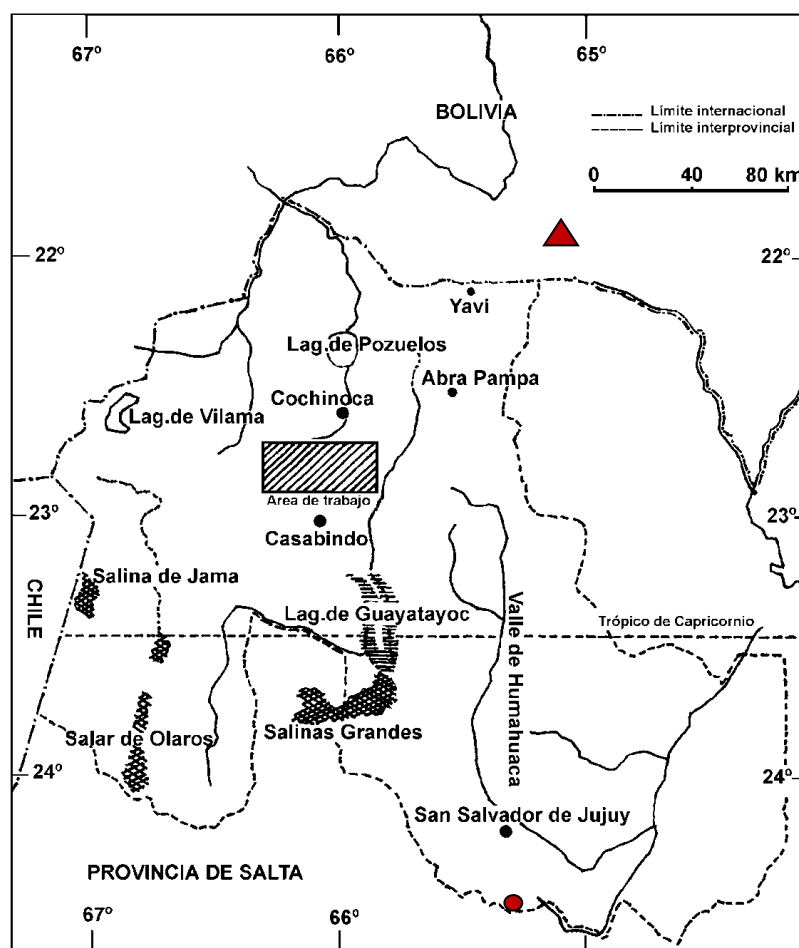 67º
66º
65º
BOLIVIA
Límite internacional
Límite interprovincial
0 40 80 km
22º
22º
Yavi
Lag.de Pozuelos
Abra Pampa
Cochinoca
Lag.de Vilama
Area de trabajo
23º
23º
Casabindo
Salina de Jama
CHILE
Lag.de Guayatayoc
Valle de Humahuaca
Trópico de Capricornio
Salar de Olaros
Salinas Grandes
24º
24º
San Salvador de Jujuy
PROVINCIA DE SALTA
67º
66º
65º